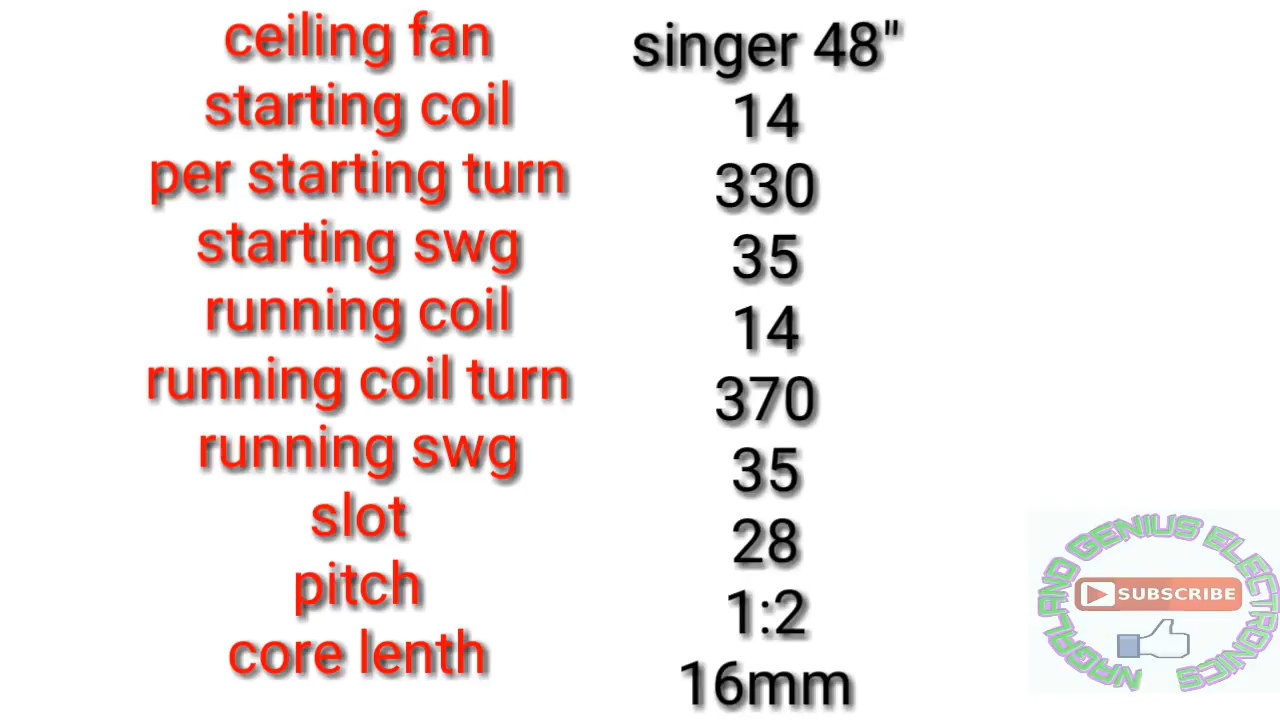 ceiling fan singer 48"
starting coil 14
per starting turn 330
starting swg 35
running coil 14
running coil turn 370
running swg 35
slot 28
pitch 1:2
core lenth 16mm
NAGALAND GENIUS ELECTRONICS
SUBSCRIBE